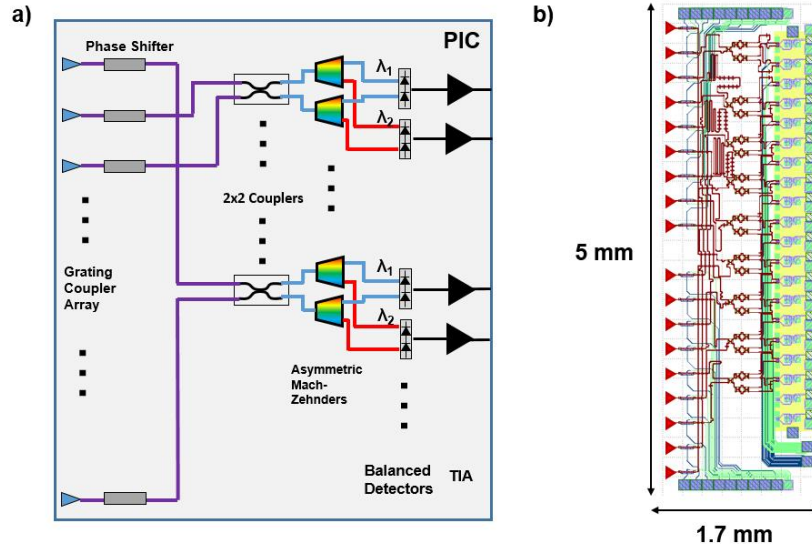 a)
PIC
Phase Shifter
λ1
λ2
2x2 Couplers
Grating
Coupler
Array
λ1
λ2
Asymmetric
Mach-
Zehnders
Balanced
Detectors
TIA
b)
5 mm
1.7 mm